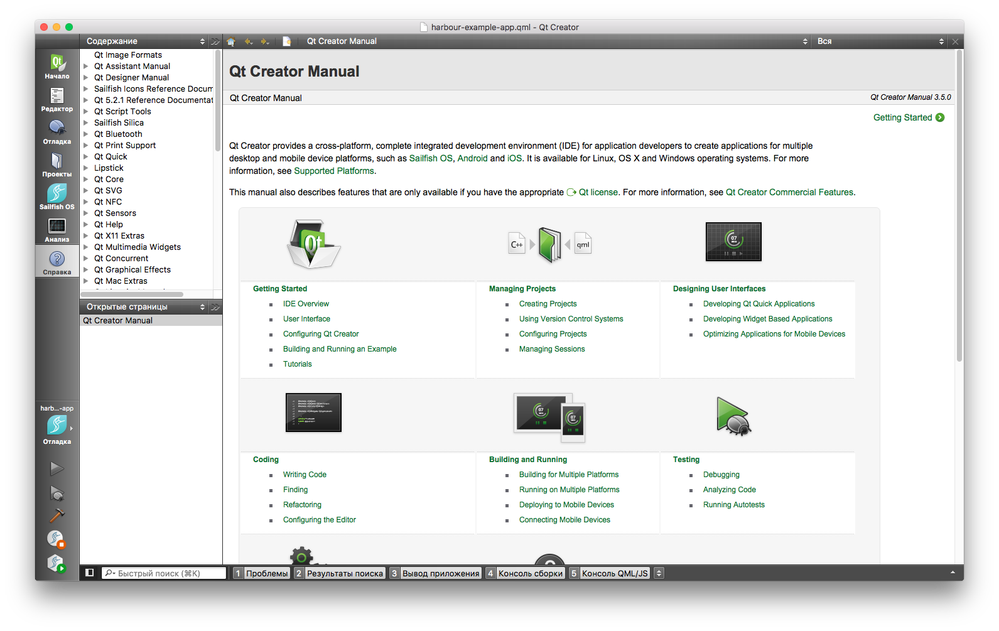 harbour-example-app.qml - Qt Creator
Содержание
Qt Creator Manual
Вся
Начало
Редактор
Отладка
Проекты
Sailfish OS
Анализ
Справка
Qt Image Formats
Qt Assistant Manual
Qt Designer Manual
Sailfish Icons Reference Docum
Qt 5.2.1 Reference Documentat
Qt Script Tools
Sailfish Silica
Qt Bluetooth
Qt Print Support
Qt Quick
Lipstick
Qt Core
Qt SVG
Qt NFC
Qt Sensors
Qt Help
Qt X11 Extras
Qt Multimedia Widgets
Qt Concurrent
Qt Graphical Effects
Qt Mac Extras
Открытые страницы
Qt Creator Manual
Qt Creator Manual
Qt Creator Manual
Qt Creator Manual 3.5.0
Getting Started
Qt Creator provides a cross-platform, complete integrated development environment (IDE) for application developers to create applications for multiple
desktop and mobile device platforms, such as Sailfish OS, Android and iOS. It is available for Linux, OS X and Windows operating systems. For more
information, see Supported Platforms.
This manual also describes features that are only available if you have the appropriate Qt license. For more information, see Qt Creator Commercial Features.
Qt
C++
qml
07
Getting Started
IDE Overview
User Interface
Configuring Qt Creator
Building and Running an Example
Tutorials
Managing Projects
Creating Projects
Using Version Control Systems
Configuring Projects
Managing Sessions
Designing User Interfaces
Developing Qt Quick Applications
Developing Widget Based Applications
Optimizing Applications for Mobile Devices
07
07
Coding
Writing Code
Finding
Refactoring
Configuring the Editor
Building and Running
Building for Multiple Platforms
Running on Multiple Platforms
Deploying to Mobile Devices
Connecting Mobile Devices
Testing
Debugging
Analyzing Code
Running Autotests
harb...-app
Отладка
Быстрый поиск (⌘K)
1 Проблемы
2 Результаты поиска
3 Вывод приложения
4 Консоль сборки
5 Консоль QML/JS